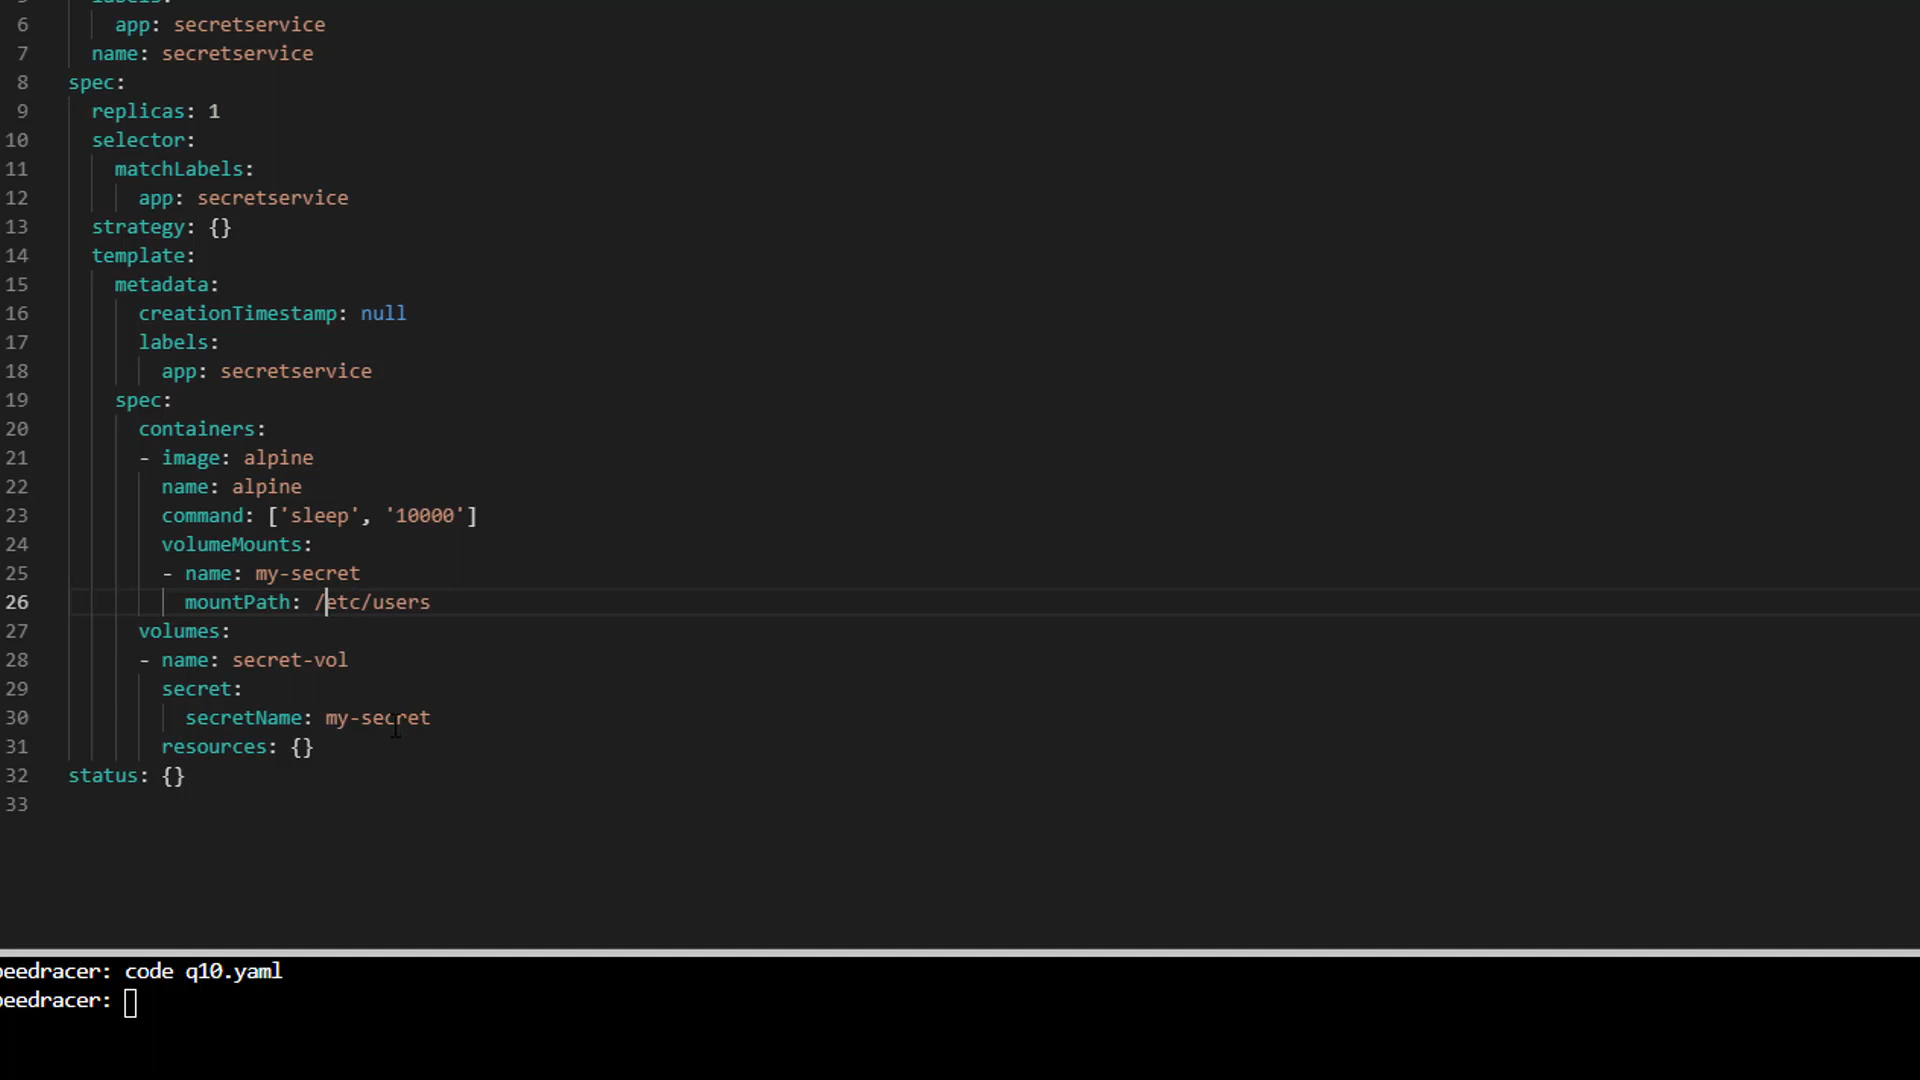 6 app: secretservice
7 name: secretservice
8 spec:
9 replicas: 1
10 selector:
11 matchLabels:
12 app: secretservice
13 strategy: {}
14 template:
15 metadata:
16 creationTimestamp: null
17 labels:
18 app: secretservice
19 spec:
20 containers:
21 - image: alpine
22 name: alpine
23 command: ['sleep', '10000']
24 volumeMounts:
25 - name: my-secret
26 mountPath: /etc/users
27 volumes:
28 - name: secret-vol
29 secret:
30 secretName: my-secret
31 resources: {}
32 status: {}
33
eedracer: code q10.yaml
eedracer: